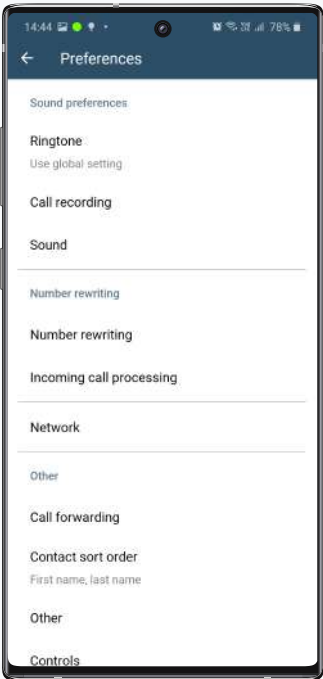 14:44
78%
Preferences
Sound preferences
Ringtone
Use global setting
Call recording
Sound
Number rewriting
Number rewriting
Incoming call processing
Network
Other
Call forwarding
Contact sort order
First name, last name
Other
Controls